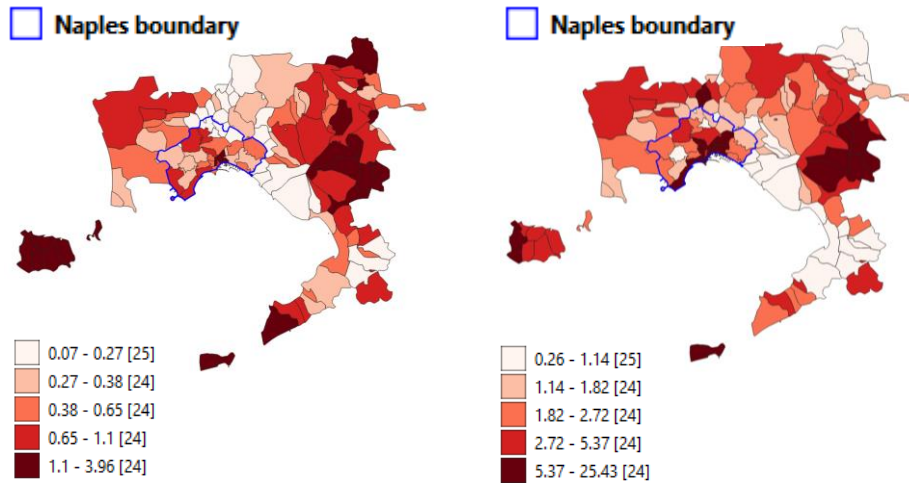 Naples boundary
0.07 - 0.27 [25]
0.27 - 0.38 [24]
0.38 - 0.65 [24]
0.65 - 1.1 [24]
1.1 - 3.96 [24]
Naples boundary
0.26 - 1.14 [25]
1.14 - 1.82 [24]
1.82 - 2.72 [24]
2.72 - 5.37 [24]
5.37 - 25.43 [24]